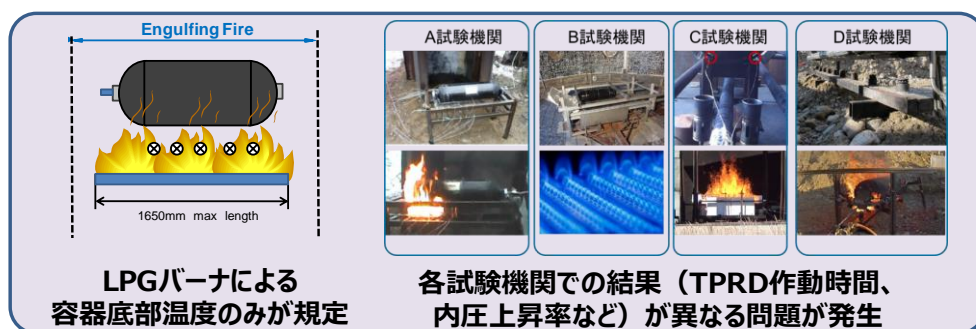 Engulfing Fire
1650mm max length
LPGバーナによる
容器底部温度のみが規定
A試験機関
B試験機関
C試験機関
D試験機関
各試験機関での結果（TPRD作動時間、
内圧上昇率など）が異なる問題が発生